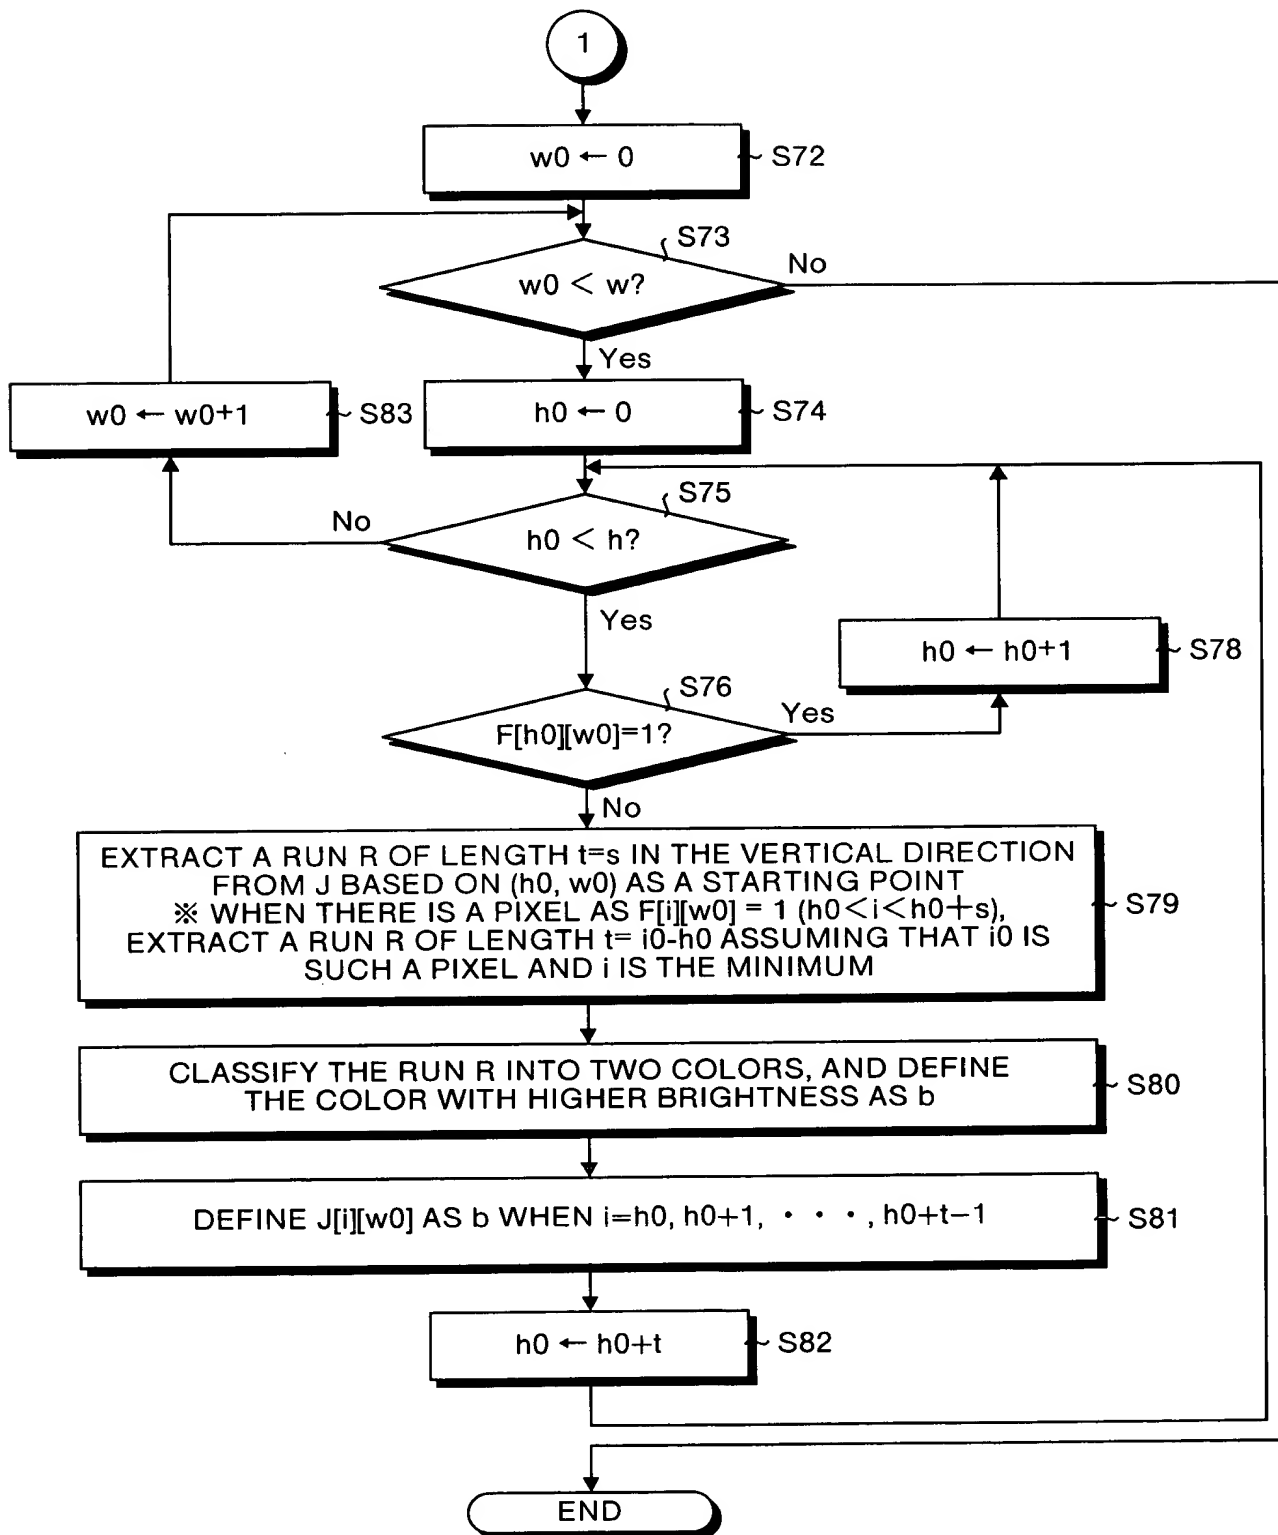 1
w0 ← 0
S72
S73
w0 < w?
No
Yes
w0 ← w0+1
S83
h0 ← 0
S74
S75
No
h0 < h?
Yes
h0 ← h0+1
S78
S76
F[h0][w0]=1?
Yes
No
EXTRACT A RUN R OF LENGTH t=s IN THE VERTICAL DIRECTION
FROM J BASED ON (h0, w0) AS A STARTING POINT
※ WHEN THERE IS A PIXEL AS F[i][w0] = 1 (h0<i<h0+s),
EXTRACT A RUN R OF LENGTH t= i0-h0 ASSUMING THAT i0 IS
SUCH A PIXEL AND i IS THE MINIMUM
S79
CLASSIFY THE RUN R INTO TWO COLORS, AND DEFINE
THE COLOR WITH HIGHER BRIGHTNESS AS b
S80
DEFINE J[i][w0] AS b WHEN i=h0, h0+1, ・・・, h0+t−1
S81
h0 ← h0+t
S82
END